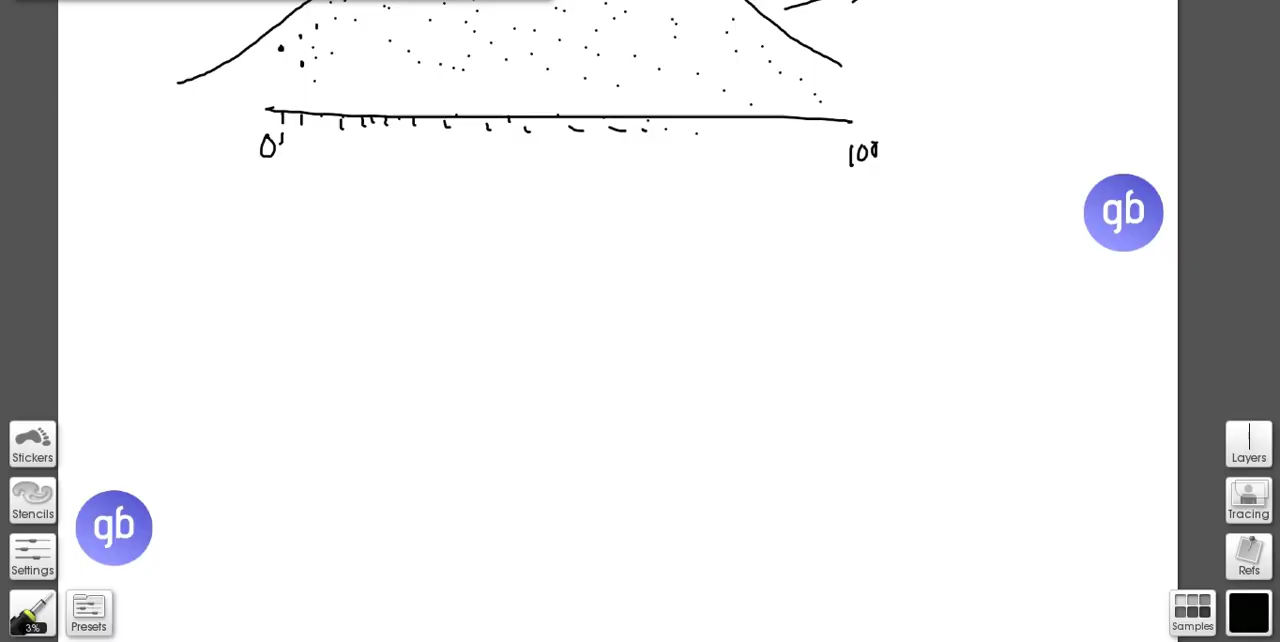 0
100
gb
Stickers
Layers
Stencils
Tracing
gb
Settings
Refs
3%
Presets
Samples